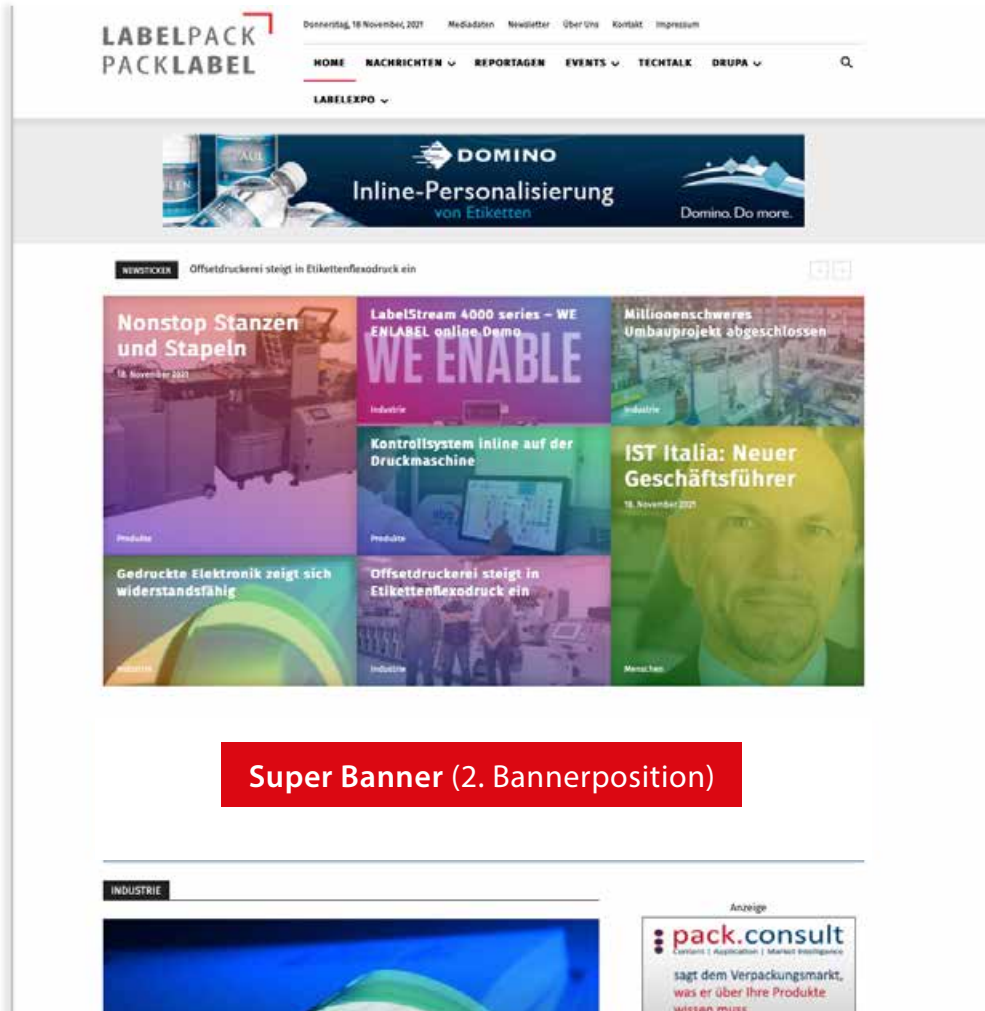 LABELPACK
PACKLABEL
Donnerstag, 18 November, 2021 Mediadaten Newsletter Über Uns Kontakt Impressum
HOME NACHRICHTEN REPORTAGEN EVENTS TECHTALK DRUPA
LABELEXPO
DOMINO
Inline-Personalisierung
von Etiketten
Domino. Do more.
NEWSTICKER Offsetdruckerei steigt in Etikettenflexodruck ein
Nonstop Stanzen
und Stapeln
18. November 2021
Produkte
LabelStream 4000 series – WE
ENLABEL online Demo
WE ENABLE
Industrie
Millionenschweres
Umbauprojekt abgeschlossen
Industrie
Kontrollsystem inline auf der
Druckmaschine
Produkte
IST Italia: Neuer
Geschäftsführer
18. November 2021
Menschen
Gedruckte Elektronik zeigt sich
widerstandsfähig
Industrie
Offsetdruckerei steigt in
Etikettenflexodruck ein
Industrie
Super Banner (2. Bannerposition)
INDUSTRIE
Anzeige
pack.consult
Content | Application | Market Intelligence
sagt dem Verpackungsmarkt,
was er über Ihre Produkte
wissen muss